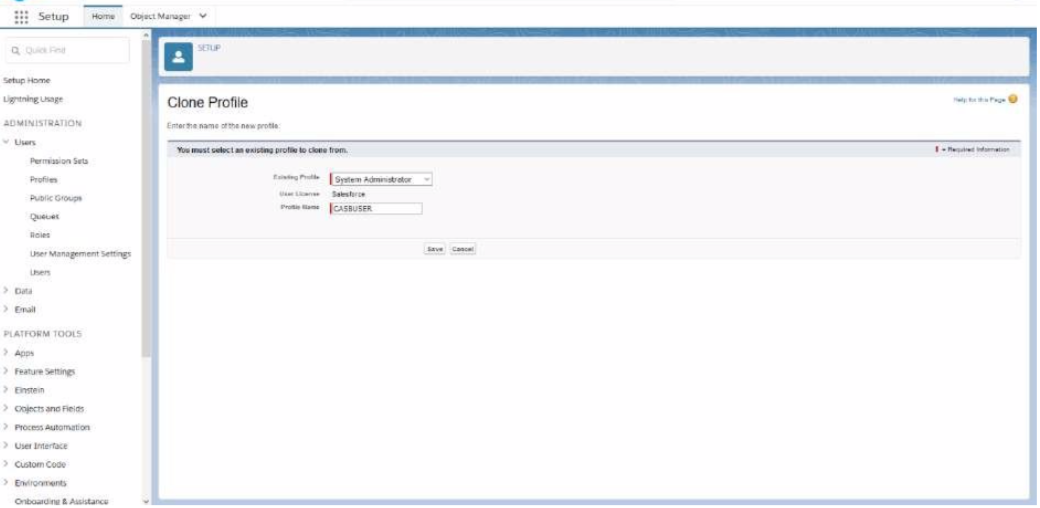 Setup
Home
Object Manager
Quick Find
Setup Home
Lightning Usage
ADMINISTRATION
Users
Permission Sets
Profiles
Public Groups
Queues
Roles
User Management Settings
Users
Data
Email
PLATFORM TOOLS
Apps
Feature Settings
Einstein
Objects and Fields
Process Automation
User Interface
Custom Code
Environments
Onboarding & Assistance
SETUP
Clone Profile
Help for this Page
Enter the name of the new profile.
You must select an existing profile to clone from.
= Required Information
Existing Profile System Administrator
User License Salesforce
Profile Name CASBUSER
Save Cancel